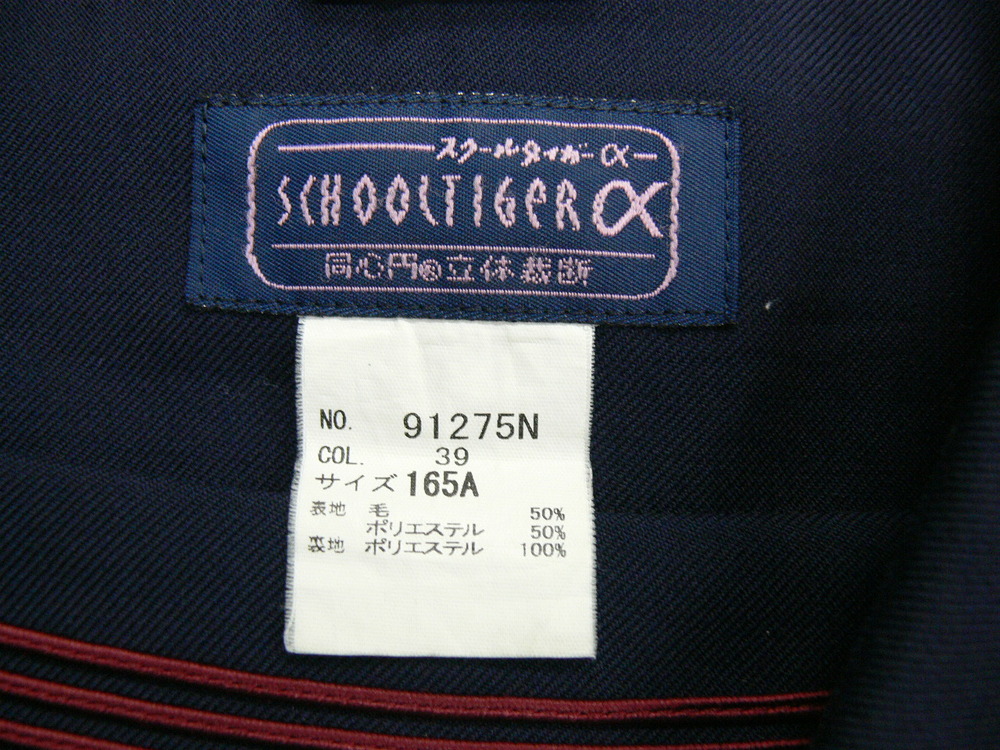 スクールタイガーα
SCHOOLTIGERα
同心円の立体裁断
NO. 91275N
COL. 39
サイズ 165A
表地 毛 50%
ポリエステル 50%
裏地 ポリエステル 100%